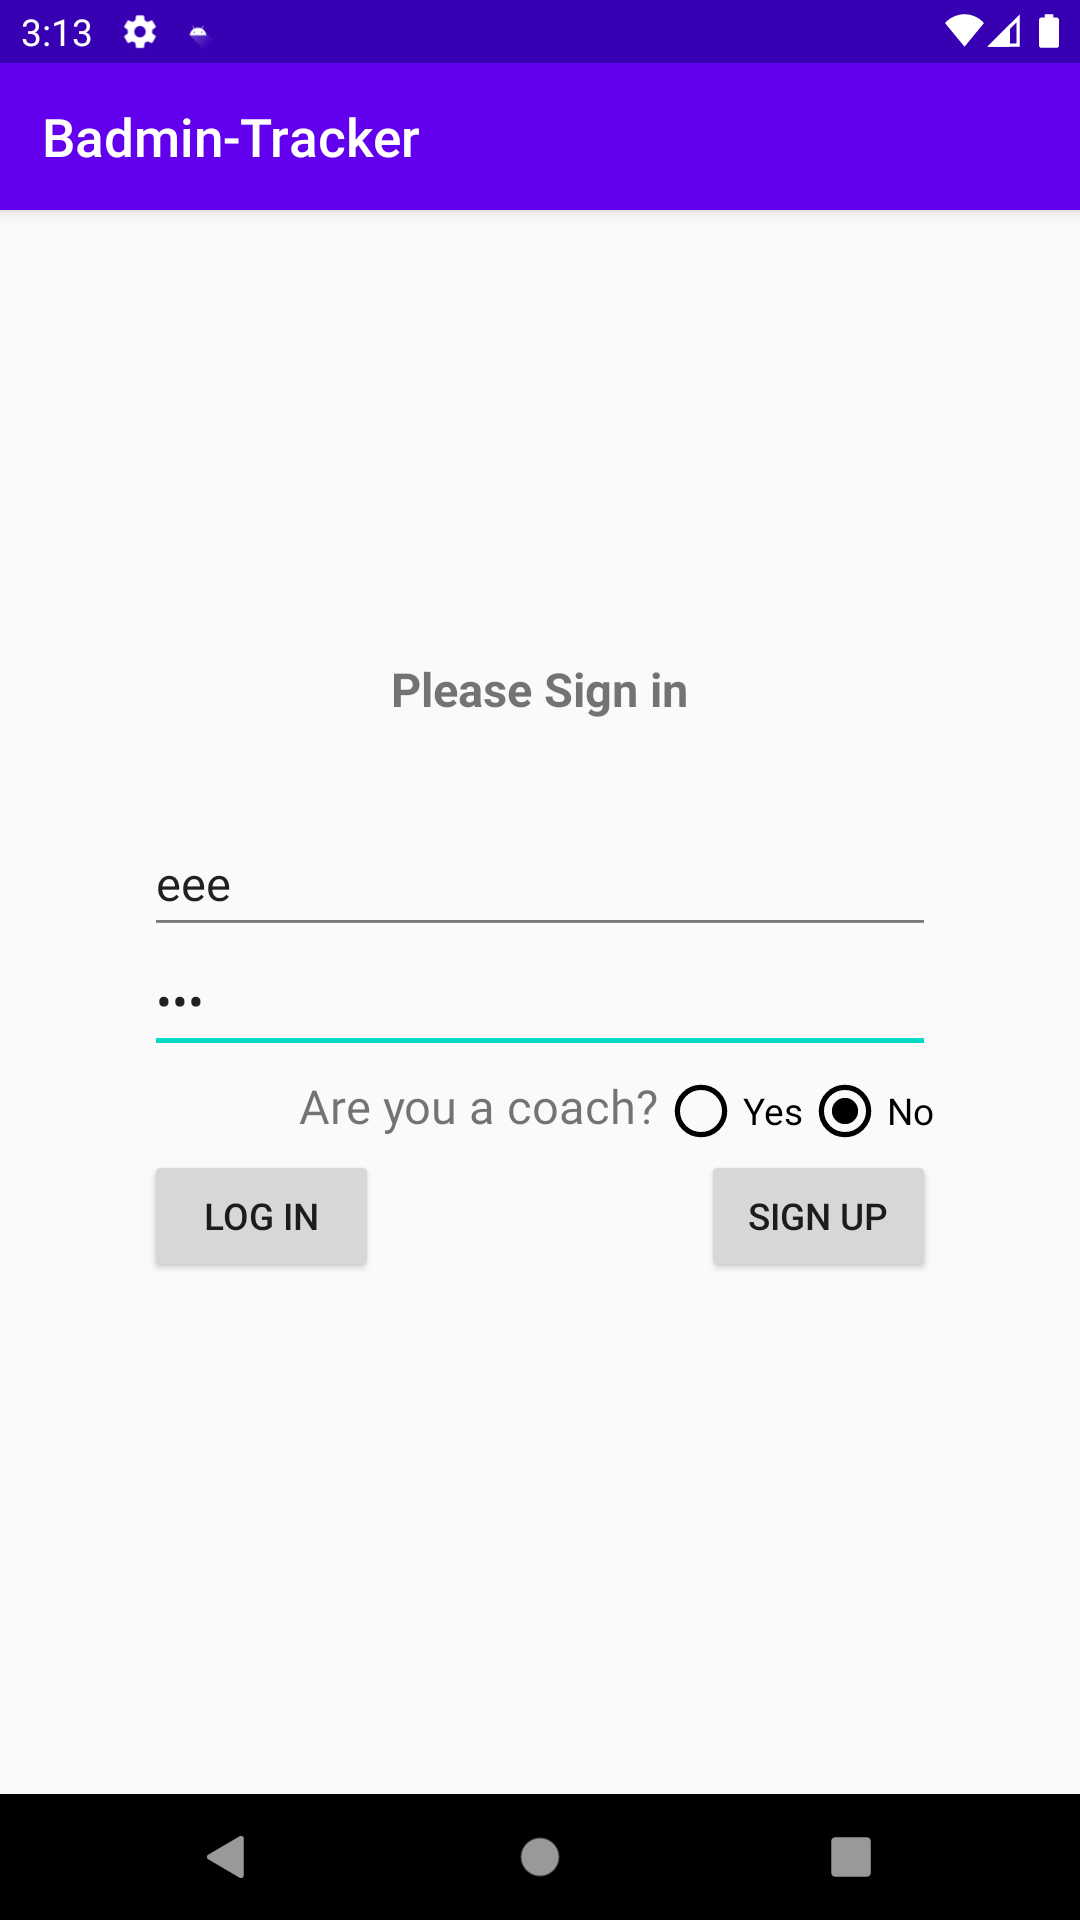 3:13
Badmin-Tracker
Please Sign in
eee
•••
Are you a coach? Yes No
LOG IN SIGN UP